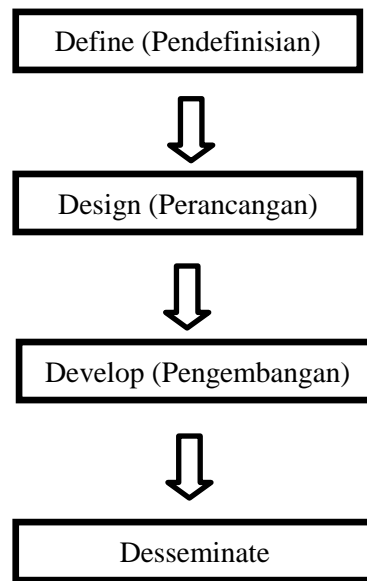 Define (Pendefinisian)
Design (Perancangan)
Develop (Pengembangan)
Desseminate